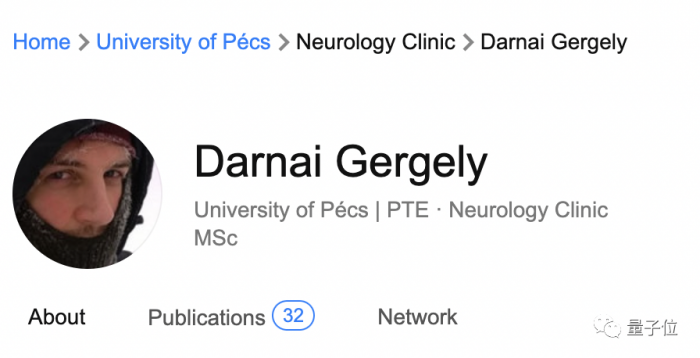 Home > University of Pécs > Neurology Clinic > Darnai Gergely
Darnai Gergely
University of Pécs | PTE · Neurology Clinic
MSc
About Publications 32 Network
量子位